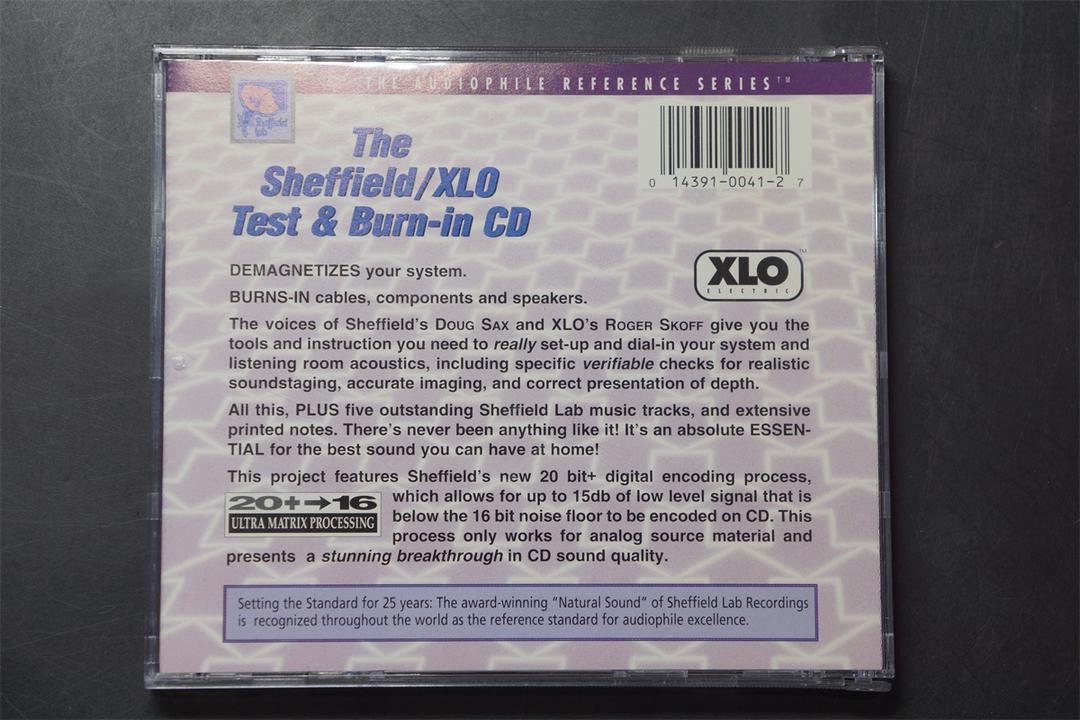 THE AUDIOPHILE REFERENCE SERIES™
The
Sheffield/XLO
Test & Burn-in CD
0 14391-0041-2 7
XLO™
ELECTRIC
DEMAGNETIZES your system.
BURNS-IN cables, components and speakers.
The voices of Sheffield's DOUG SAX and XLO's ROGER SKOFF give you the
tools and instruction you need to really set-up and dial-in your system and
listening room acoustics, including specific verifiable checks for realistic
soundstaging, accurate imaging, and correct presentation of depth.
All this, PLUS five outstanding Sheffield Lab music tracks, and extensive
printed notes. There's never been anything like it! It's an absolute ESSEN-
TIAL for the best sound you can have at home!
This project features Sheffield's new 20 bit+ digital encoding process,
which allows for up to 15db of low level signal that is
below the 16 bit noise floor to be encoded on CD. This
process only works for analog source material and
presents a stunning breakthrough in CD sound quality.
20+→16
ULTRA MATRIX PROCESSING
Setting the Standard for 25 years: The award-winning "Natural Sound" of Sheffield Lab Recordings
is recognized throughout the world as the reference standard for audiophile excellence.